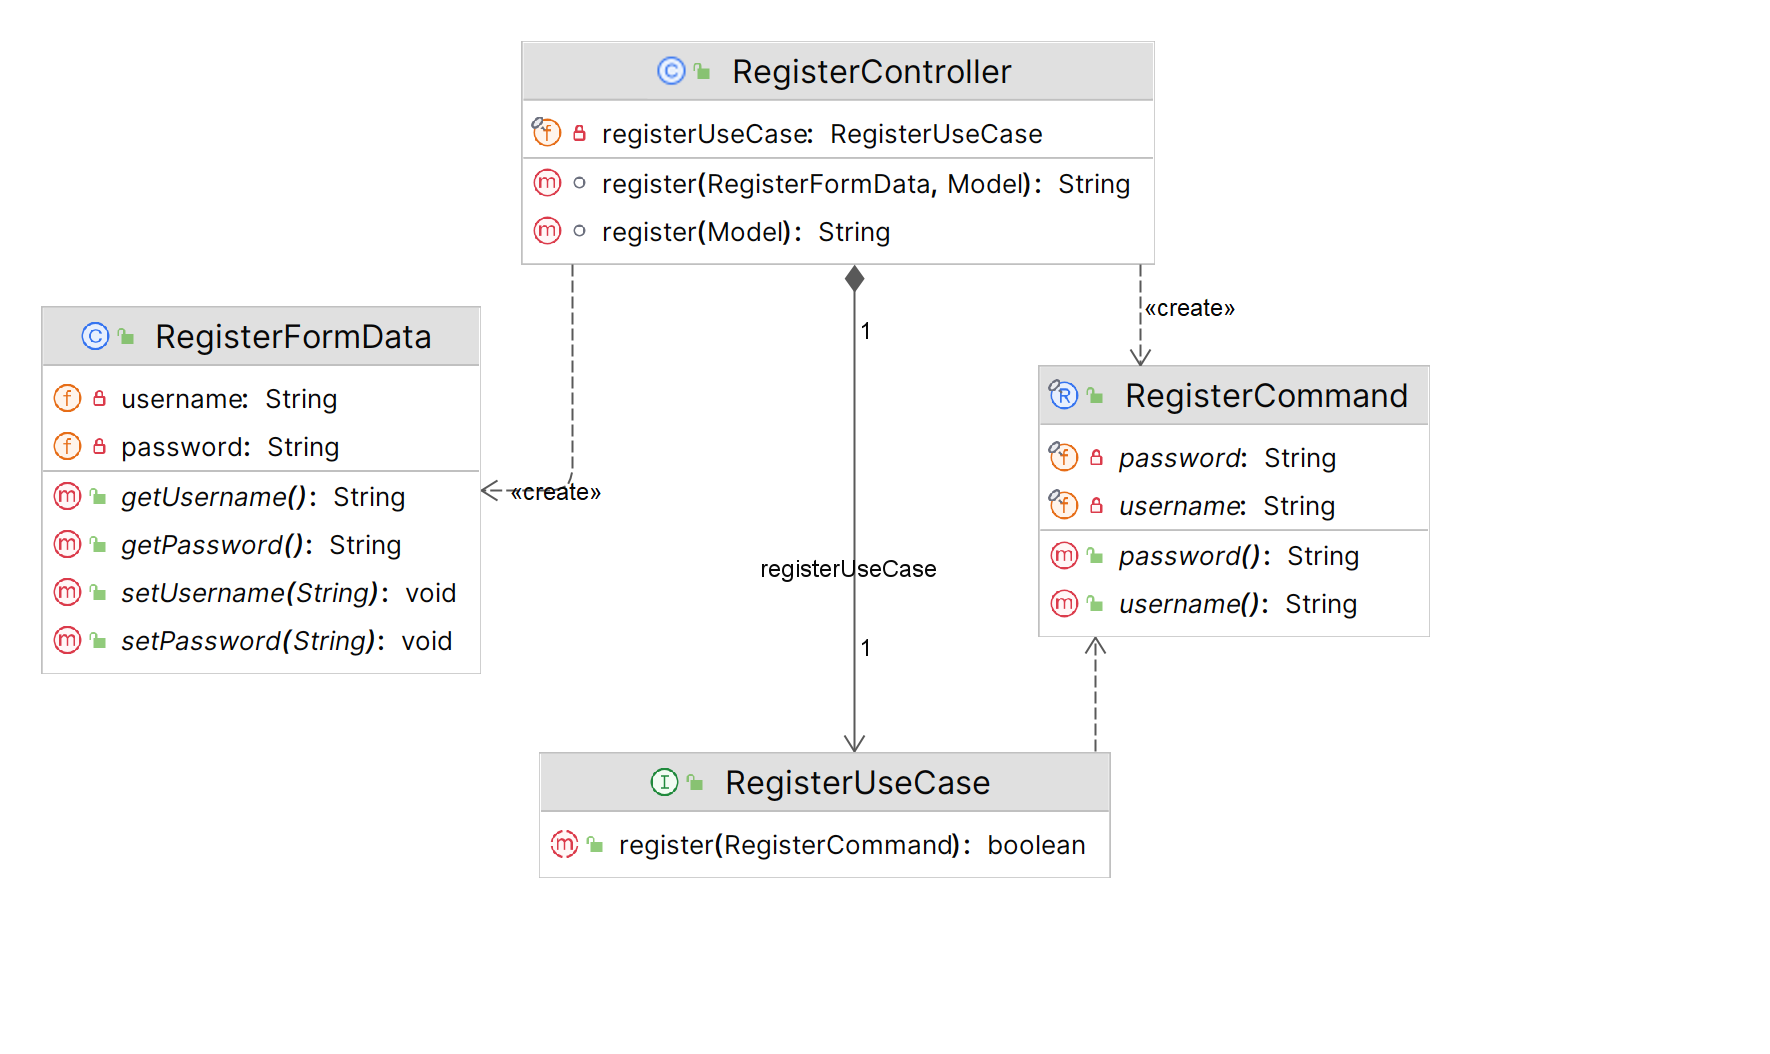 RegisterController
registerUseCase: RegisterUseCase
register(RegisterFormData, Model): String
register(Model): String
«create»
1
RegisterFormData
username: String
password: String
getUsername(): String
getPassword(): String
setUsername(String): void
setPassword(String): void
«create»
RegisterCommand
password: String
username: String
password(): String
username(): String
registerUseCase
1
RegisterUseCase
register(RegisterCommand): boolean